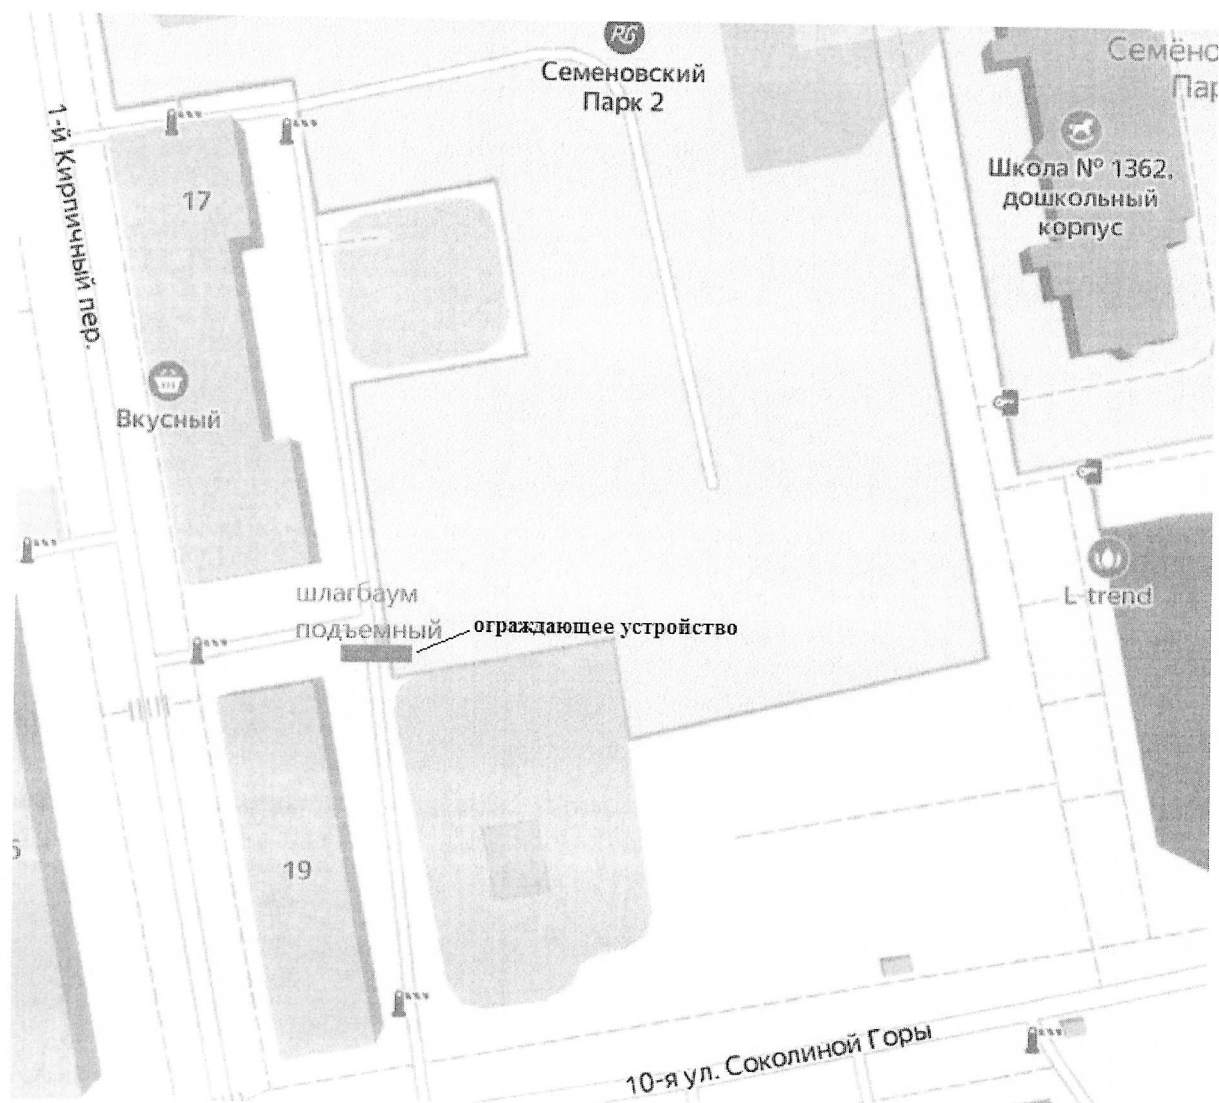 RG
Семеновский
Парк 2
Семёно
Пар
1-й Кирпичный пер.
17
Школа № 1362,
дошкольный
корпус
Вкусный
шлагбаум
подъемный
ограждающее устройство
L-trend
19
10-я ул. Соколиной Горы